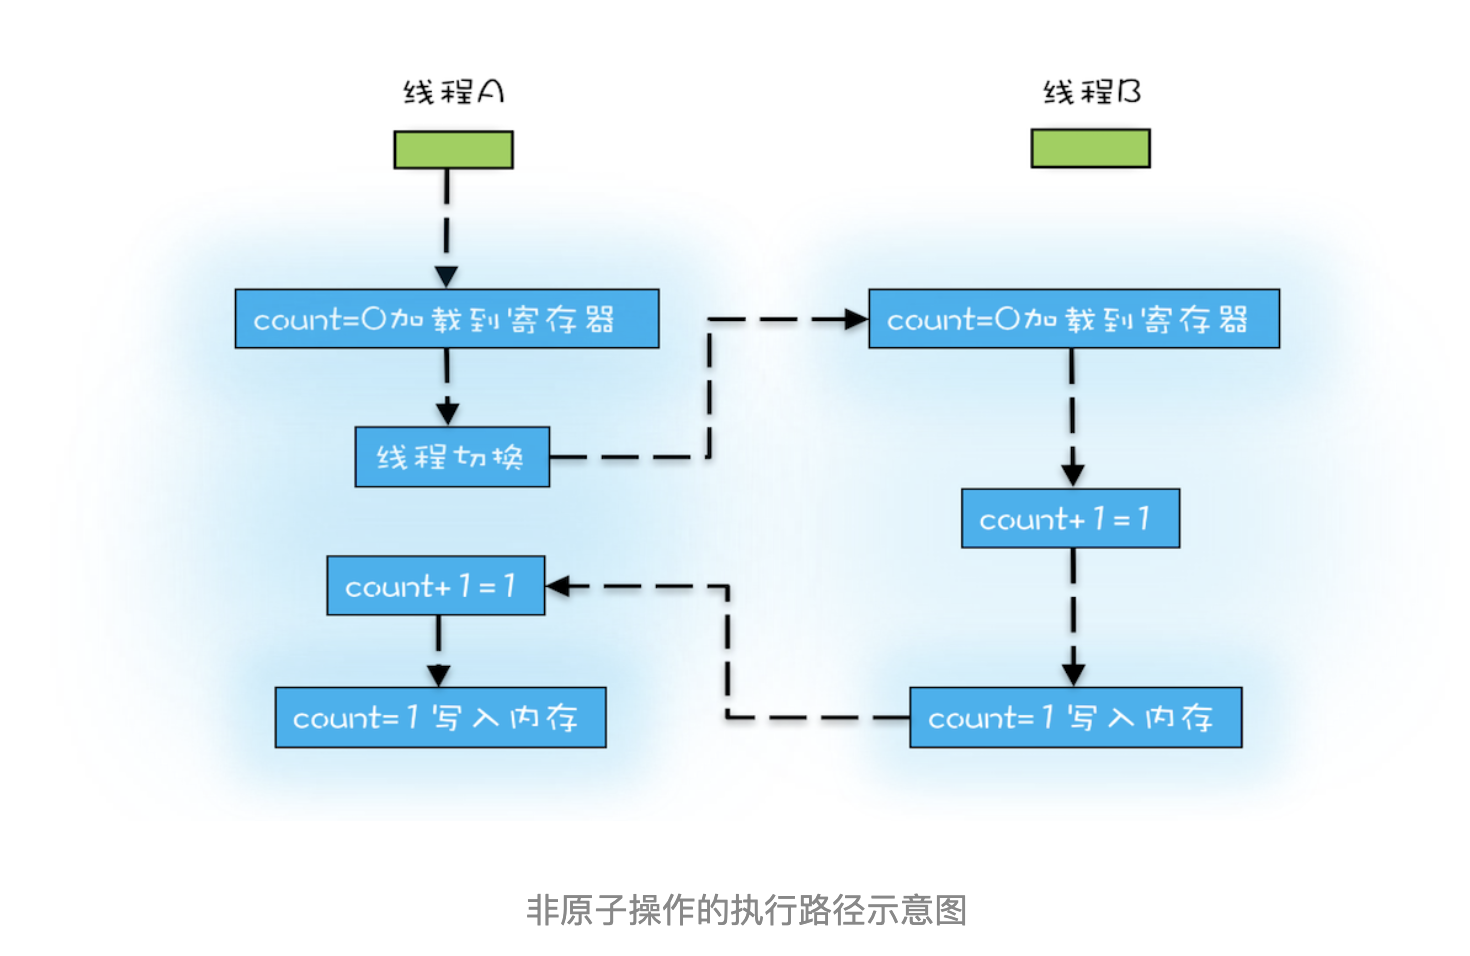 线程A
线程B
count=0加载到寄存器
count=0加载到寄存器
线程切换
count+1=1
count+1=1
count=1写入内存
count=1写入内存
非原子操作的执行路径示意图